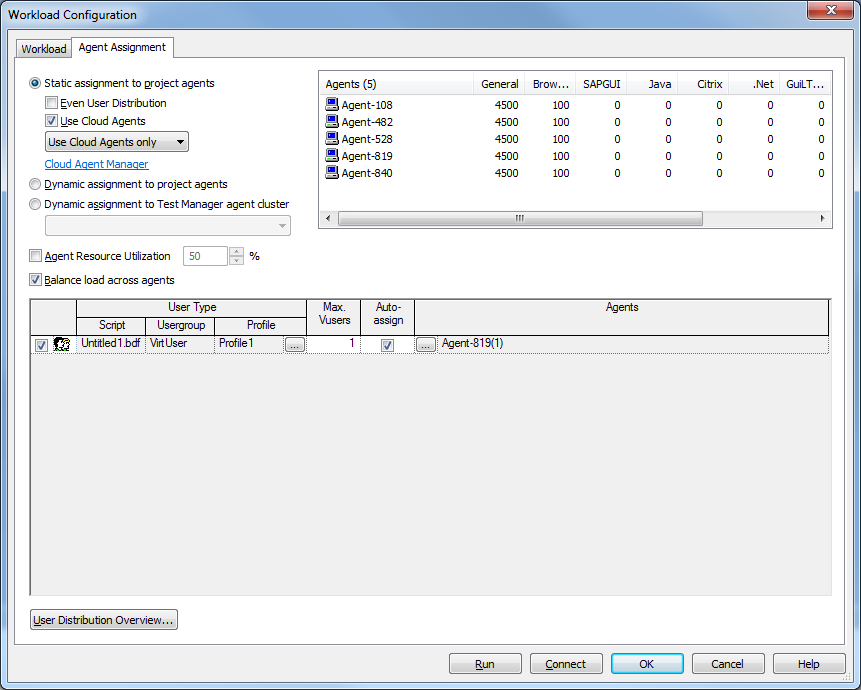 Workload Configuration
Workload
Agent Assignment
Static assignment to project agents
Even User Distribution
Use Cloud Agents
Use Cloud Agents only
Cloud Agent Manager
Dynamic assignment to project agents
Dynamic assignment to Test Manager agent cluster
Agents (5) General Brow... SAPGUI Java Citrix .Net GuiLT...
Agent-108 4500 100 0 0 0 0 0
Agent-482 4500 100 0 0 0 0 0
Agent-528 4500 100 0 0 0 0 0
Agent-819 4500 100 0 0 0 0 0
Agent-840 4500 100 0 0 0 0 0
Agent Resource Utilization 50 %
Balance load across agents
User Type Max. Auto- Agents
Script Usergroup Profile Vusers assign
Untitled1.bdf VirtUser Profile1 ... 1 ... Agent-819(1)
User Distribution Overview...
Run Connect OK Cancel Help